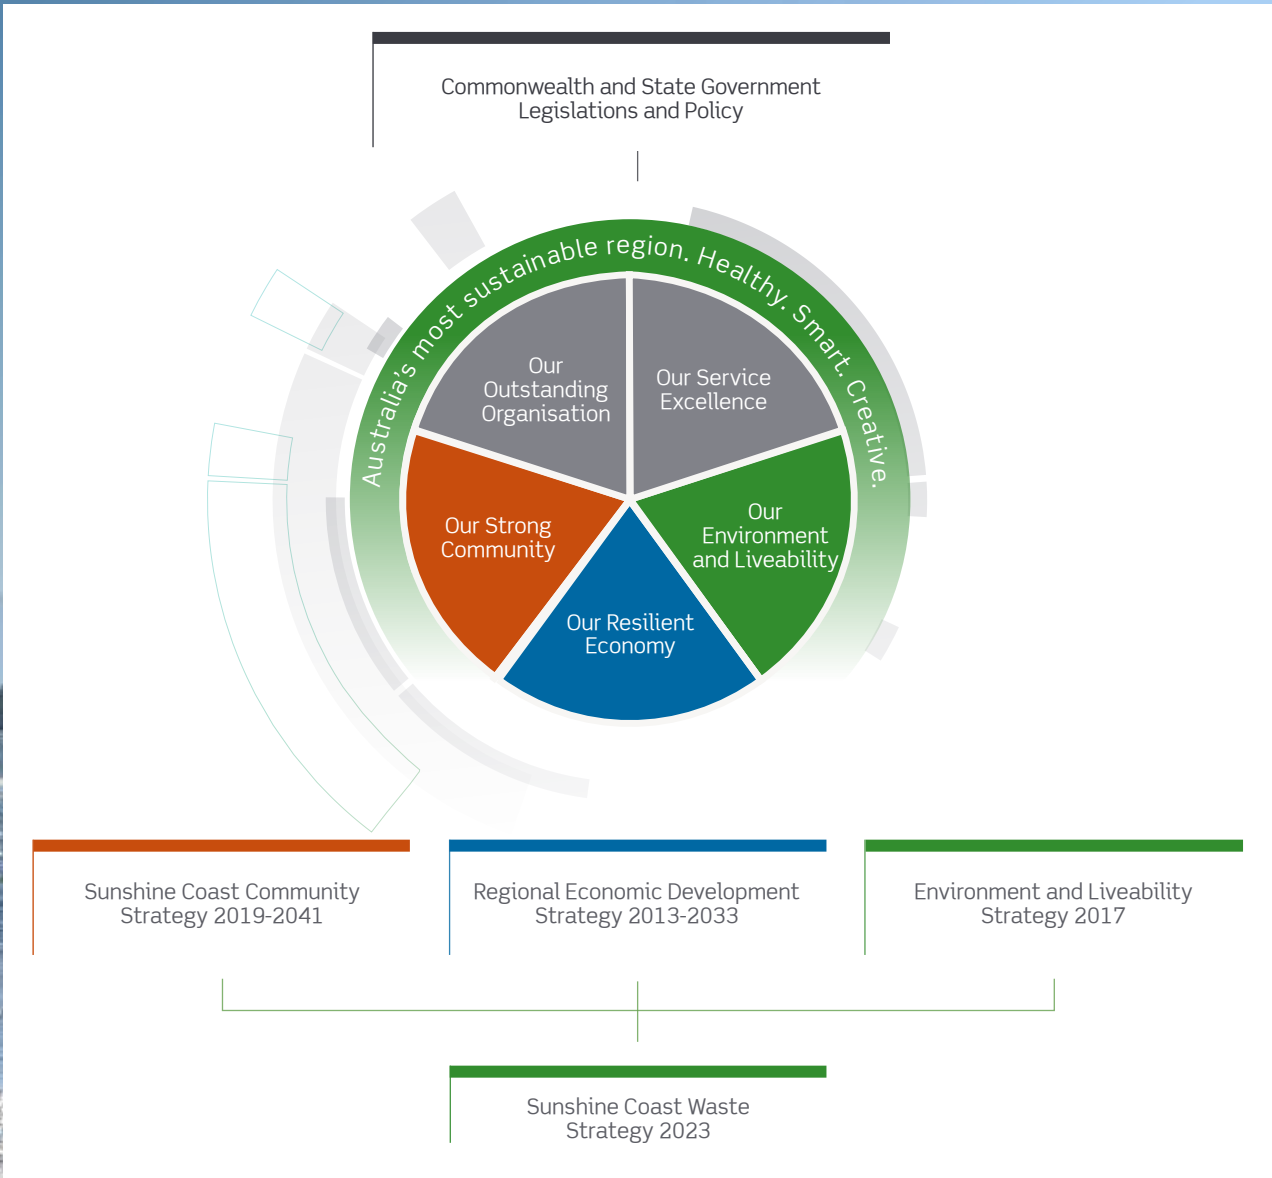 Commonwealth and State Government
Legislations and Policy
Australia's most sustainable region. Healthy. Smart. Creative.
Our
Outstanding
Organisation
Our Service
Excellence
Our Strong
Community
Our
Environment
and Liveability
Our Resilient
Economy
Sunshine Coast Community
Strategy 2019-2041
Regional Economic Development
Strategy 2013-2033
Environment and Liveability
Strategy 2017
Sunshine Coast Waste
Strategy 2023